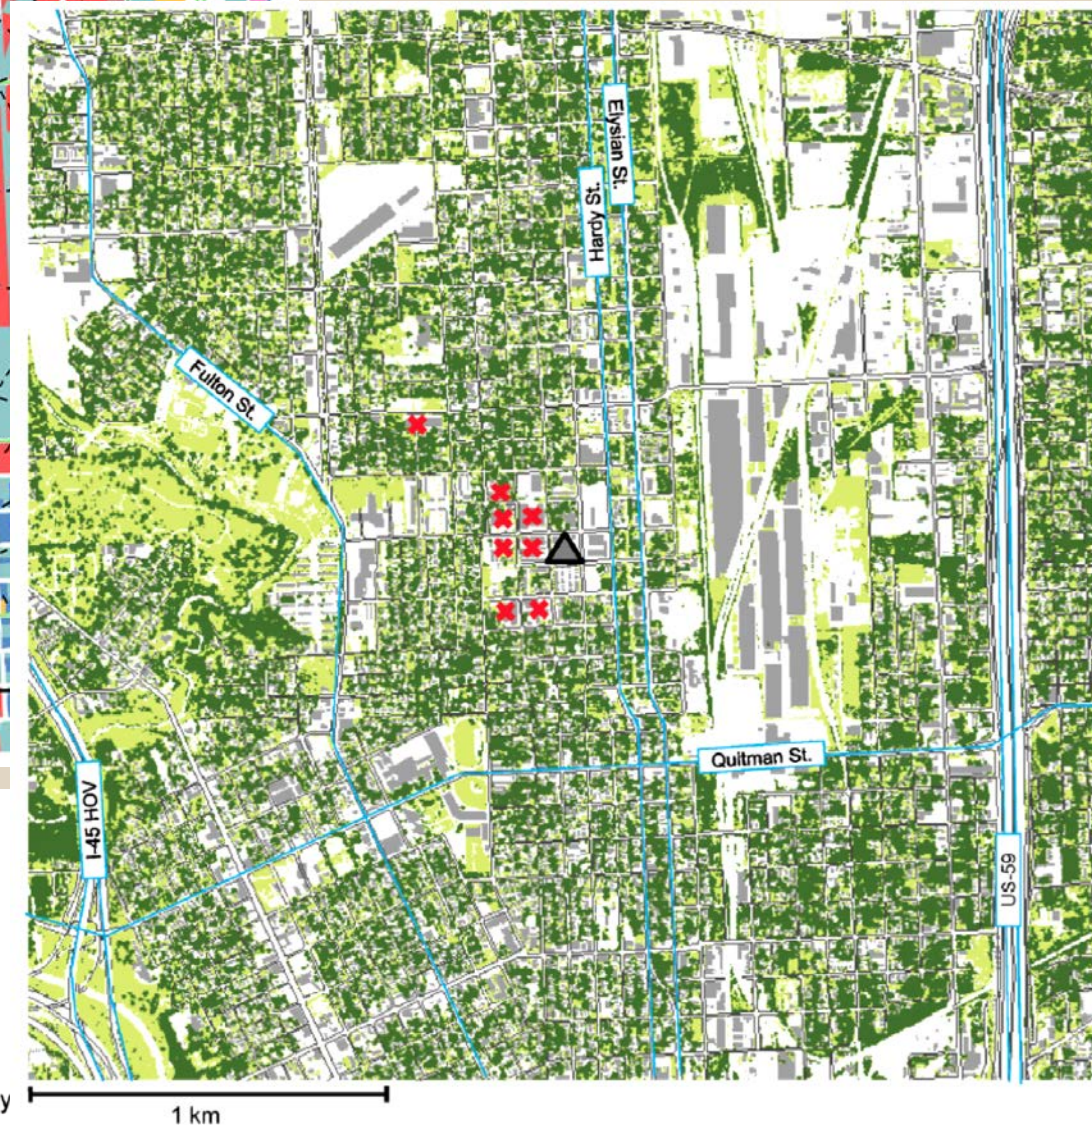 Elysian St.
Hardy St.
Fulton St.
Quitman St.
I-45 HOV
US-59
y
1 km